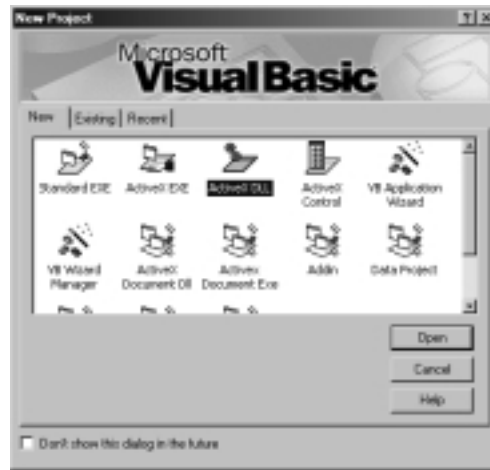 New Project
Microsoft
Visual Basic
New Existing Recent
Standard EXE ActiveX EXE ActiveX DLL ActiveX Control VB Application Wizard
VB Wizard Manager ActiveX Document Dll Activex Document Exe Addin Data Project
Open
Cancel
Help
Don't show this dialog in the future